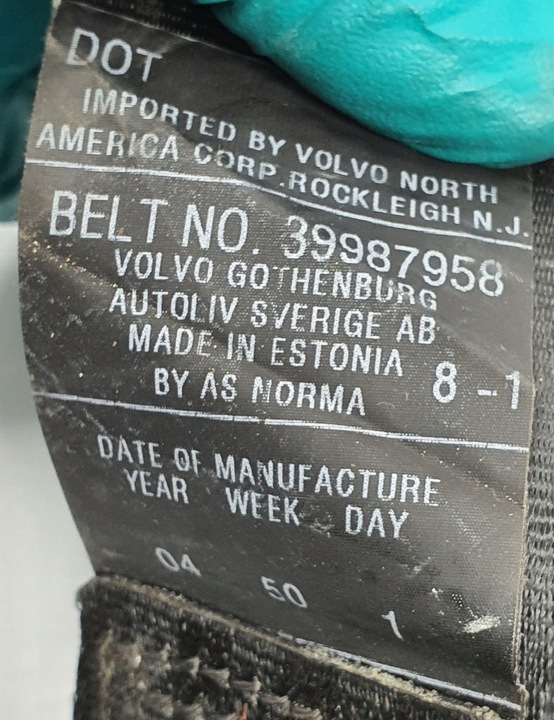 DOT
IMPORTED BY VOLVO NORTH
AMERICA CORP.ROCKLEIGH N.J.
BELT NO. 39987958
VOLVO GOTHENBURG
AUTOLIV SVERIGE AB
MADE IN ESTONIA 8-1
BY AS NORMA
DATE OF MANUFACTURE
YEAR WEEK DAY
04 50 1